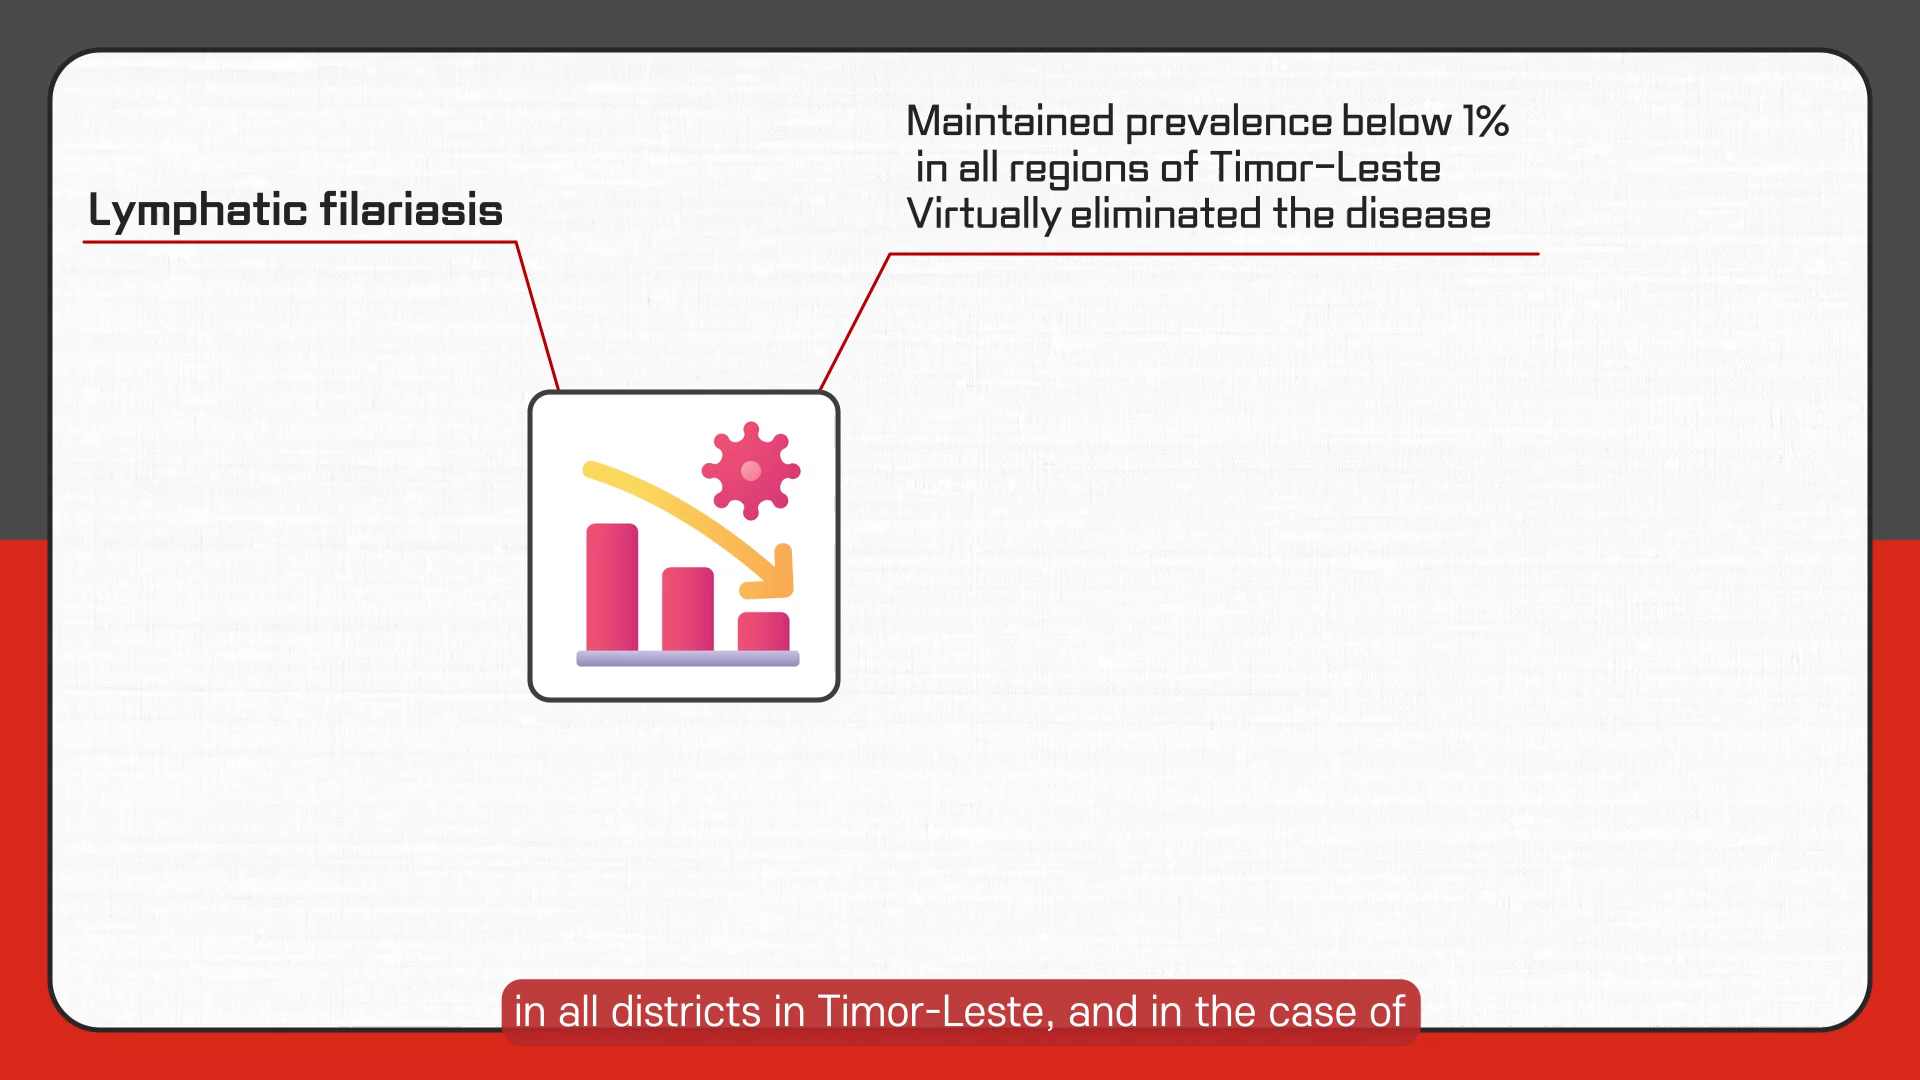 Lymphatic filariasis
Maintained prevalence below 1%
in all regions of Timor-Leste
Virtually eliminated the disease
in all districts in Timor-Leste, and in the case of